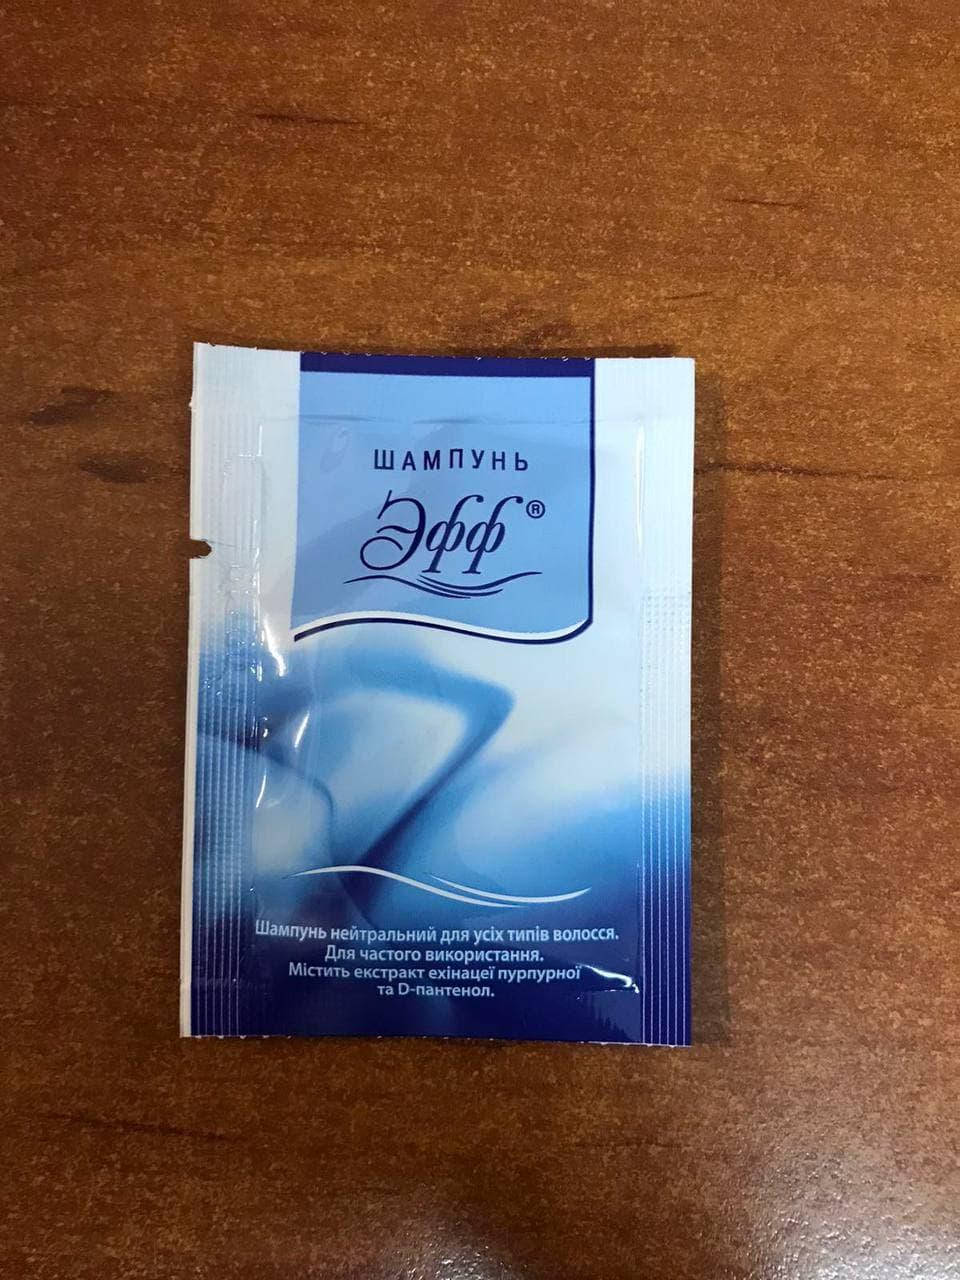 ШАМПУНЬ
Эфф®
Шампунь нейтральний для усіх типів волосся.
Для частого використання.
Містить екстракт ехінацеї пурпурної
та D-пантенол.